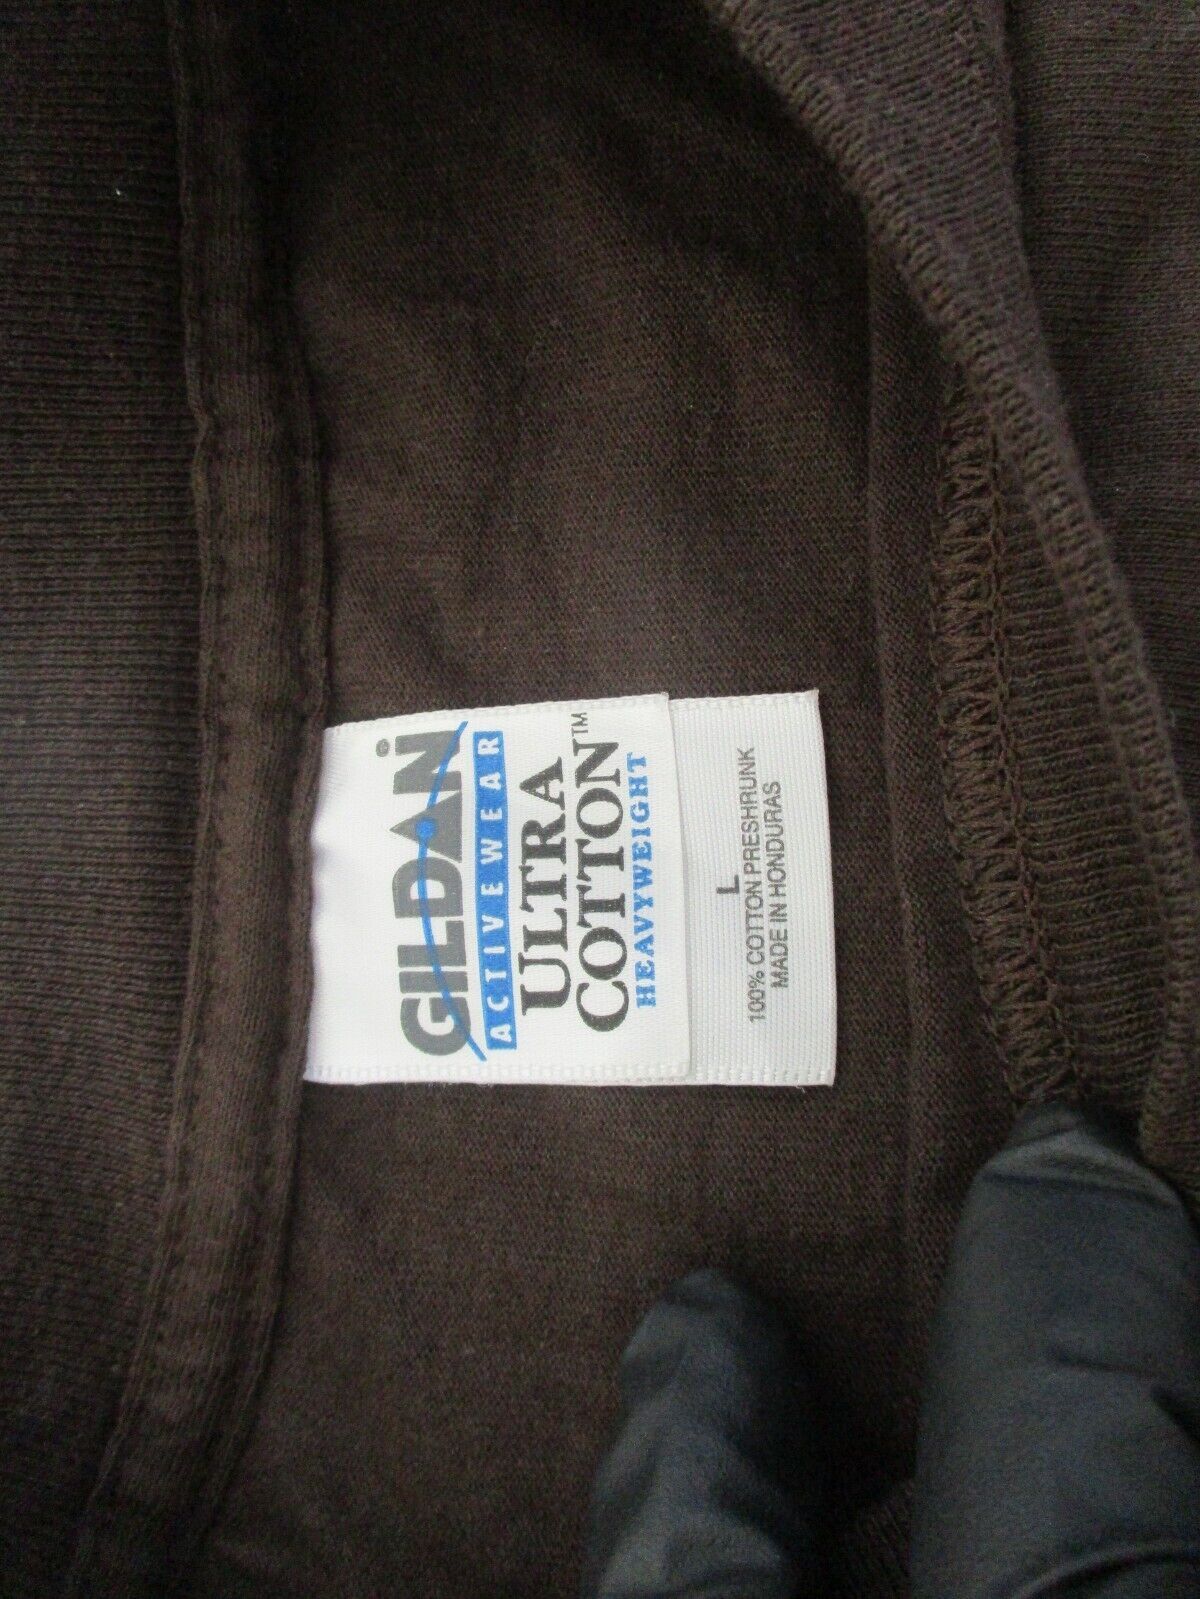 GILDAN®
ACTIVEWEAR
ULTRA
COTTON™
HEAVYWEIGHT
L
100% COTTON PRESHRUNK
MADE IN HONDURAS